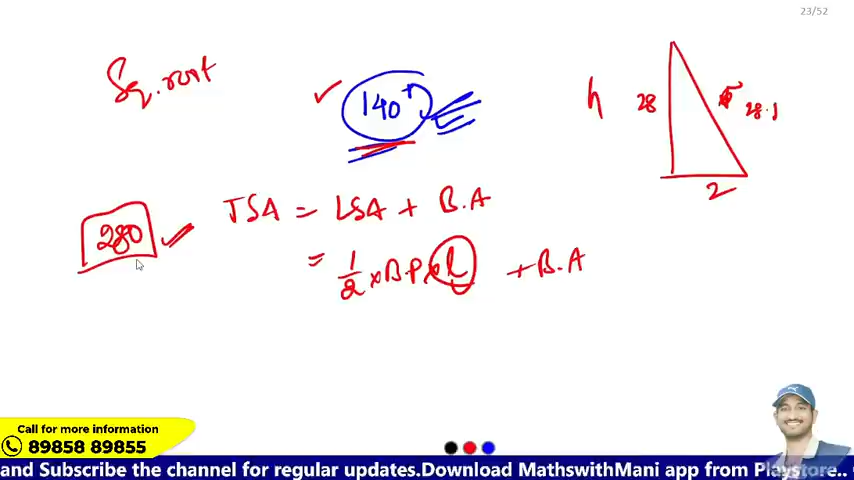 23/52
Sq. root
140+
h
28
28.1
2
280
TSA = LSA + B.A
= 1/2 × B.P × l + B.A
Call for more information
89858 89855
and Subscribe the channel for regular updates.Download MathswithMani app from Playstore..